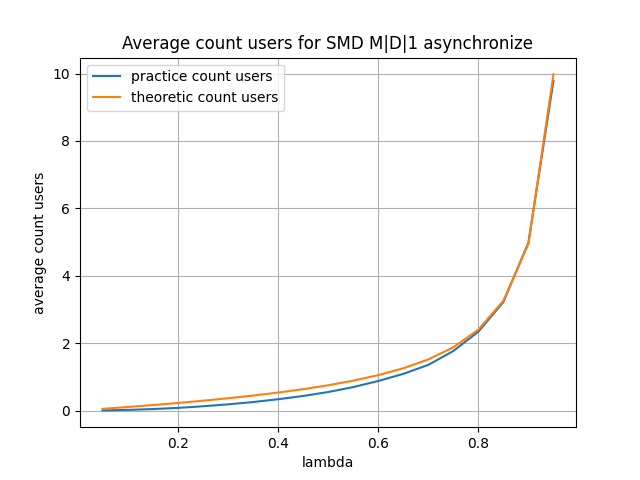 Average count users for SMD M|D|1 asynchronize
practice count users
theoretic count users
average count users
10
8
6
4
2
0
0.2 0.4 0.6 0.8
lambda